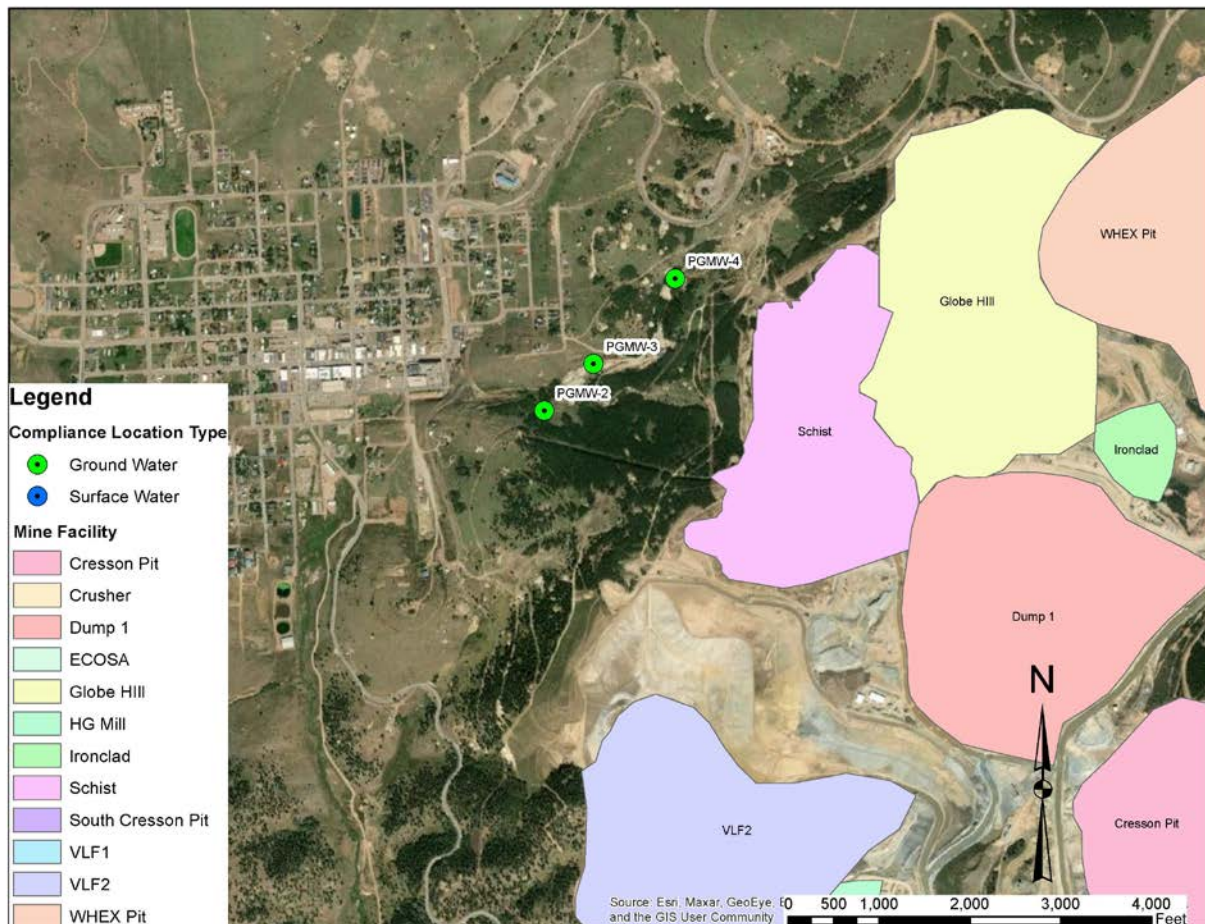 WHEX Pit
PGMW-4
Globe HIll
PGMW-3
PGMW-2
Schist
Ironclad
Dump 1
VLF2
Cresson Pit
N
Legend
Compliance Location Type
Ground Water
Surface Water
Mine Facility
Cresson Pit
Crusher
Dump 1
ECOSA
Globe HIll
HG Mill
Ironclad
Schist
South Cresson Pit
VLF1
VLF2
WHEX Pit
Source: Esri, Maxar, GeoEye, E
and the GIS User Community
0 500 1,000 2,000 3,000 4,000
Feet